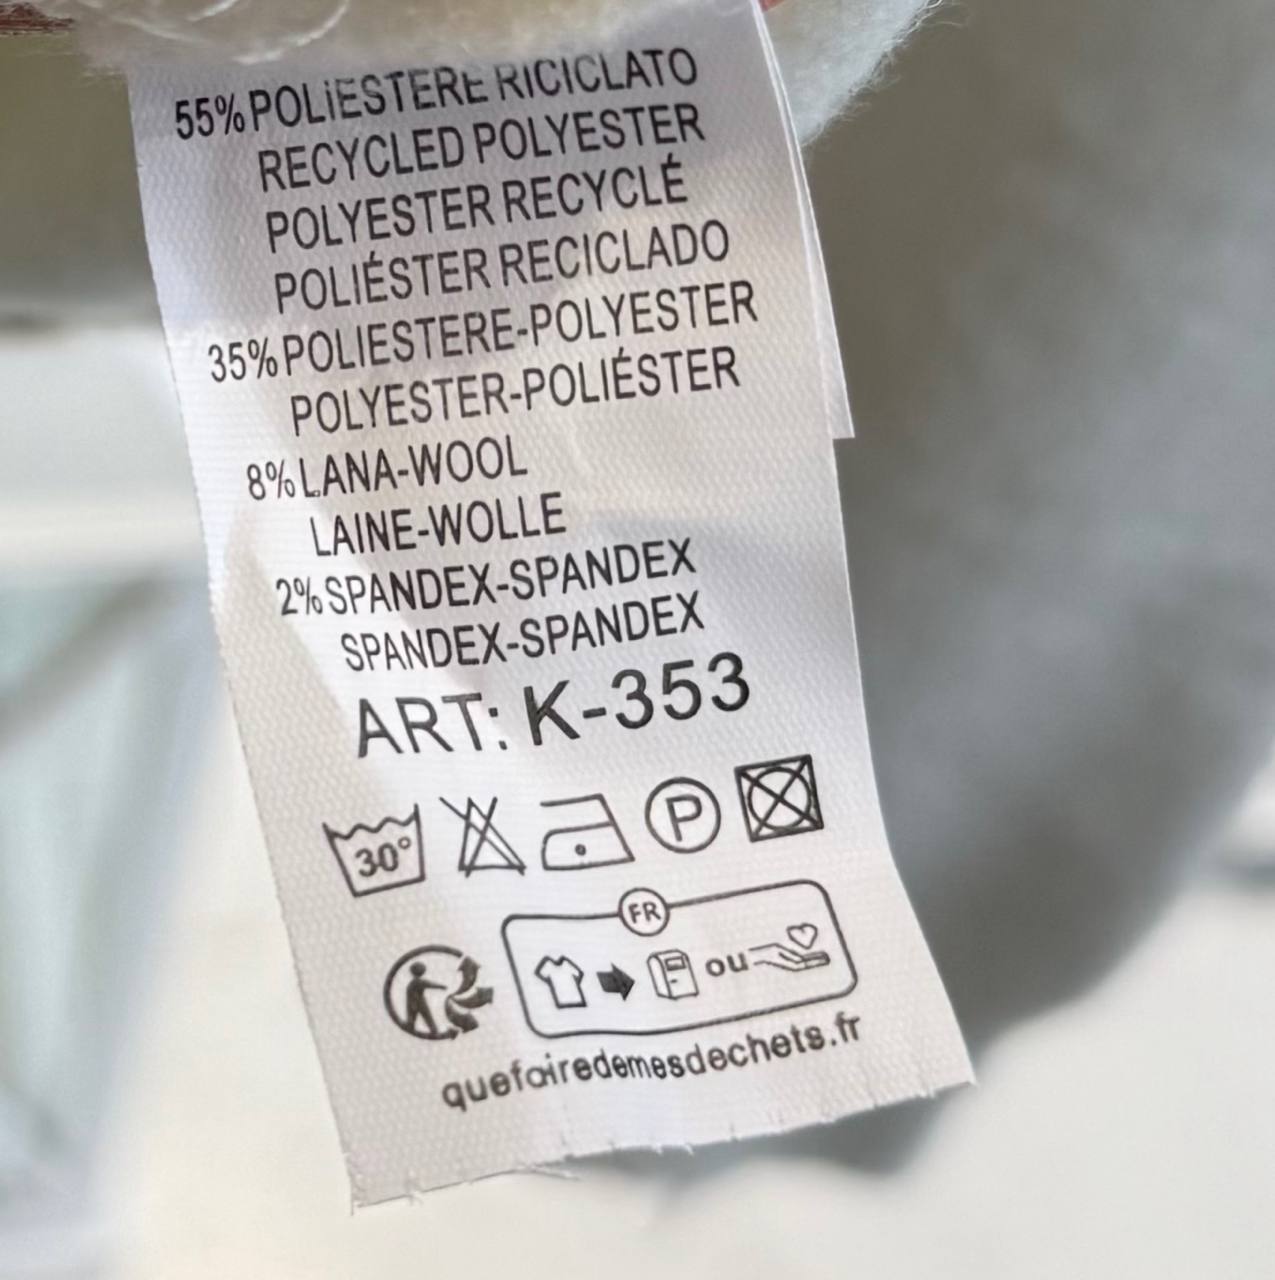 55% POLIESTERE RICICLATO
RECYCLED POLYESTER
POLYESTER RECYCLÉ
POLIÉSTER RECICLADO
35% POLIESTERE-POLYESTER
POLYESTER-POLIÉSTER
8% LANA-WOOL
LAINE-WOLLE
2% SPANDEX-SPANDEX
SPANDEX-SPANDEX
ART: K-353
30° P
FR
ou
quefairedemesdechets.fr